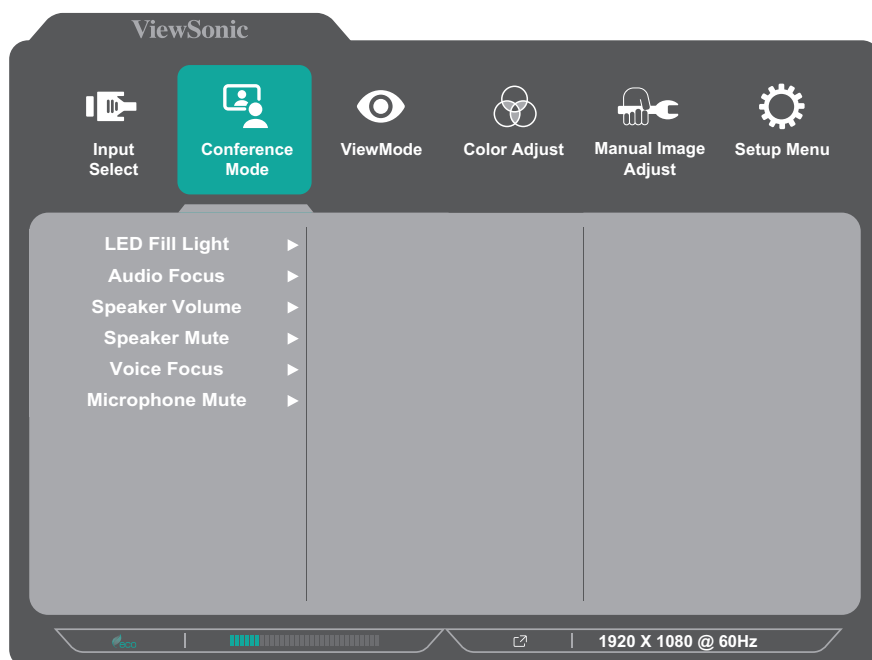 ViewSonic
Input
Select
Conference
Mode
ViewMode
Color Adjust
Manual Image
Adjust
Setup Menu
LED Fill Light
Audio Focus
Speaker Volume
Speaker Mute
Voice Focus
Microphone Mute
eco
1920 X 1080 @ 60Hz